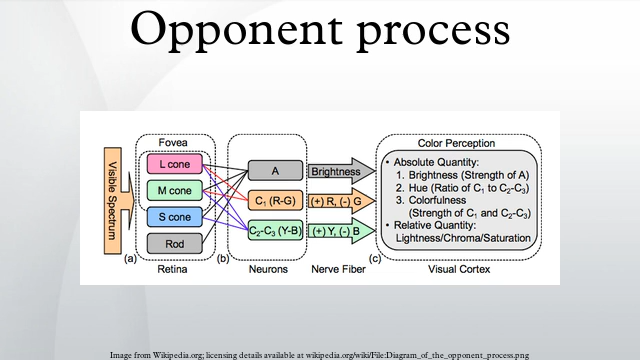 Opponent process
Visible Spectrum
Fovea
L cone
M cone
S cone
Rod
(a)
Retina
(b)
A
C₁ (R-G)
C₂-C₃ (Y-B)
Neurons
Brightness
(+) R, (-) G
(+) Y, (-) B
Nerve Fiber
(c)
Color Perception
• Absolute Quantity:
1. Brightness (Strength of A)
2. Hue (Ratio of C₁ to C₂-C₃)
3. Colorfulness
(Strength of C₁ and C₂-C₃)
• Relative Quantity:
Lightness/Chroma/Saturation
Visual Cortex
Image from Wikipedia.org; licensing details available at wikipedia.org/wiki/File:Diagram_of_the_opponent_process.png